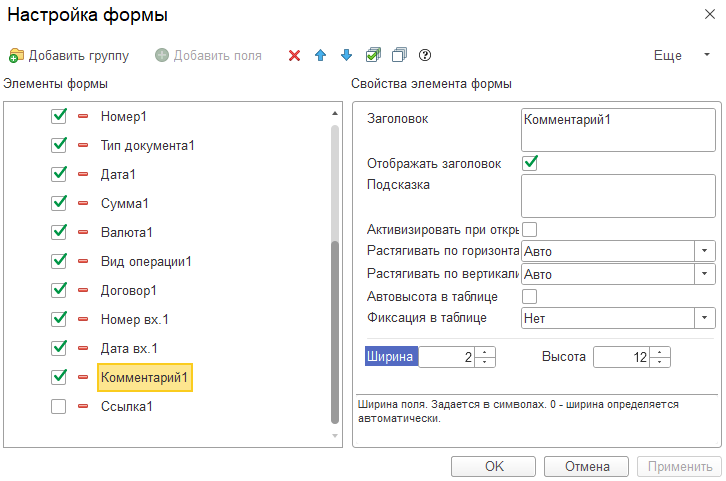 Настройка формы
Добавить группу
Добавить поля
Еще
Элементы формы
Свойства элемента формы
Номер1
Тип документа1
Дата1
Сумма1
Валюта1
Вид операции1
Договор1
Номер вх.1
Дата вх.1
Комментарий1
Ссылка1
Заголовок
Комментарий1
Отображать заголовок
Подсказка
Активизировать при откры
Растягивать по горизонта
Авто
Растягивать по вертикали
Авто
Автовысота в таблице
Фиксация в таблице
Нет
Ширина 2
Высота 12
Ширина поля. Задается в символах. 0 - ширина определяется
автоматически.
OK
Отмена
Применить